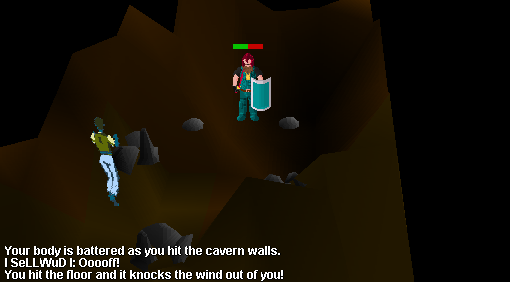 Your body is battered as you hit the cavern walls.
I SeLLWuD I: Ooooff!
You hit the floor and it knocks the wind out of you!